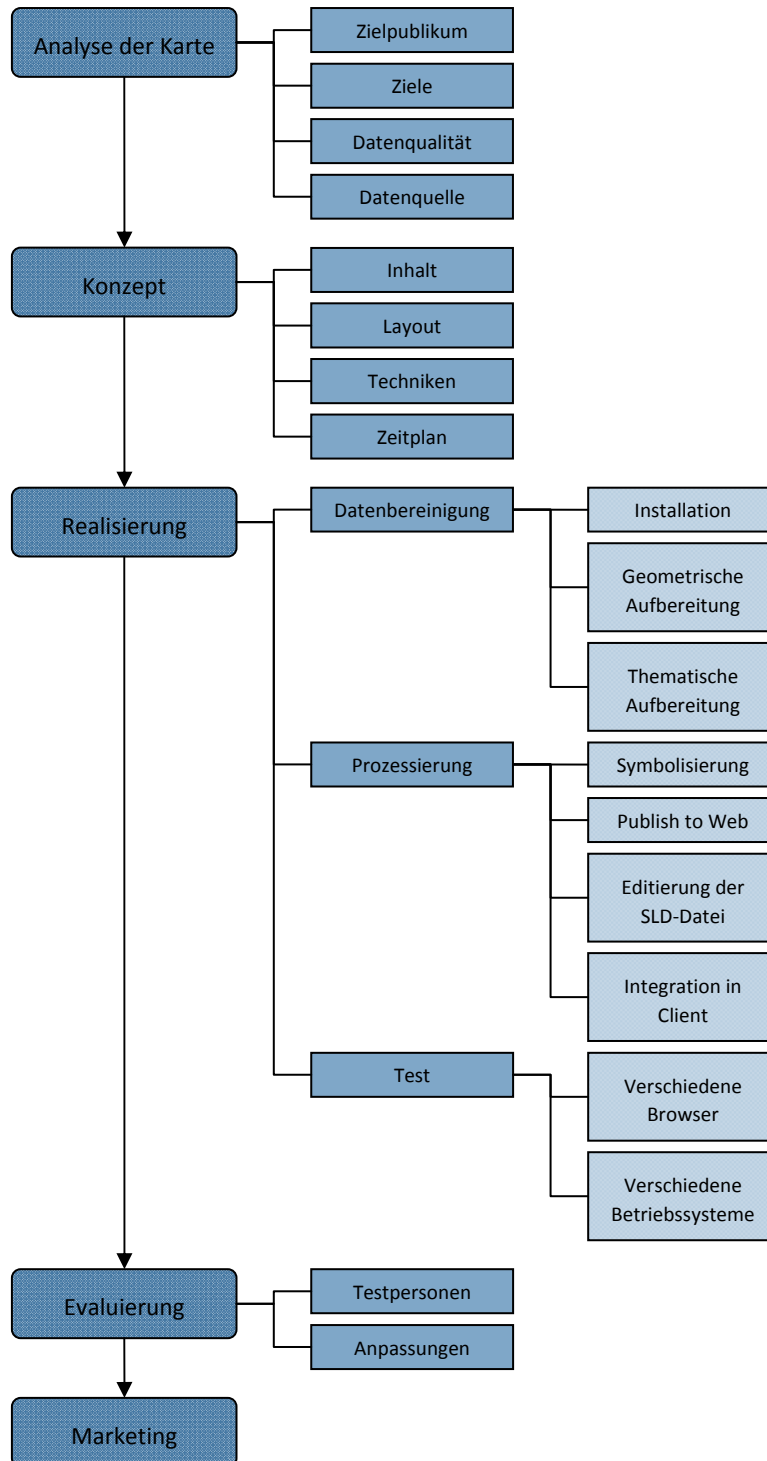 Analyse der Karte
Zielpublikum
Ziele
Datenqualität
Datenquelle
Konzept
Inhalt
Layout
Techniken
Zeitplan
Realisierung
Datenbereinigung
Installation
Geometrische
Aufbereitung
Thematische
Aufbereitung
Prozessierung
Symbolisierung
Publish to Web
Editierung der
SLD-Datei
Integration in
Client
Test
Verschiedene
Browser
Verschiedene
Betriebssysteme
Evaluierung
Testpersonen
Anpassungen
Marketing